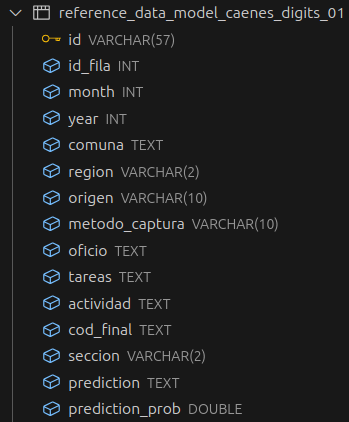 reference_data_model_caenes_digits_01
id VARCHAR(57)
id_fila INT
month INT
year INT
comuna TEXT
region VARCHAR(2)
origen VARCHAR(10)
metodo_captura VARCHAR(10)
oficio TEXT
tareas TEXT
actividad TEXT
cod_final TEXT
seccion VARCHAR(2)
prediction TEXT
prediction_prob DOUBLE